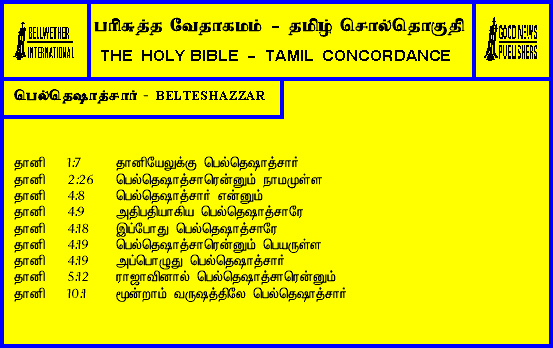 BELLWETHER
INTERNATIONAL
பரிசுத்த வேதாகமம் - தமிழ் சொல்தொகுதி
THE HOLY BIBLE - TAMIL CONCORDANCE
GOOD NEWS
PUBLISHERS
பெல்தெஷாத்சார் - BELTESHAZZAR
தானி 1:7 தானியேலுக்கு பெல்தெஷாத்சார்
தானி 2:26 பெல்தெஷாத்சாரென்னும் நாமமுள்ள
தானி 4:8 பெல்தெஷாத்சார் என்னும்
தானி 4:9 அதிபதியாகிய பெல்தெஷாத்சாரே
தானி 4:18 இப்போது பெல்தெஷாத்சாரே
தானி 4:19 பெல்தெஷாத்சாரென்னும் பெயருள்ள
தானி 4:19 அப்பொழுது பெல்தெஷாத்சார்
தானி 5:12 ராஜாவினால் பெல்தெஷாத்சாரென்னும்
தானி 10:1 மூன்றாம் வருஷத்திலே பெல்தெஷாத்சார்